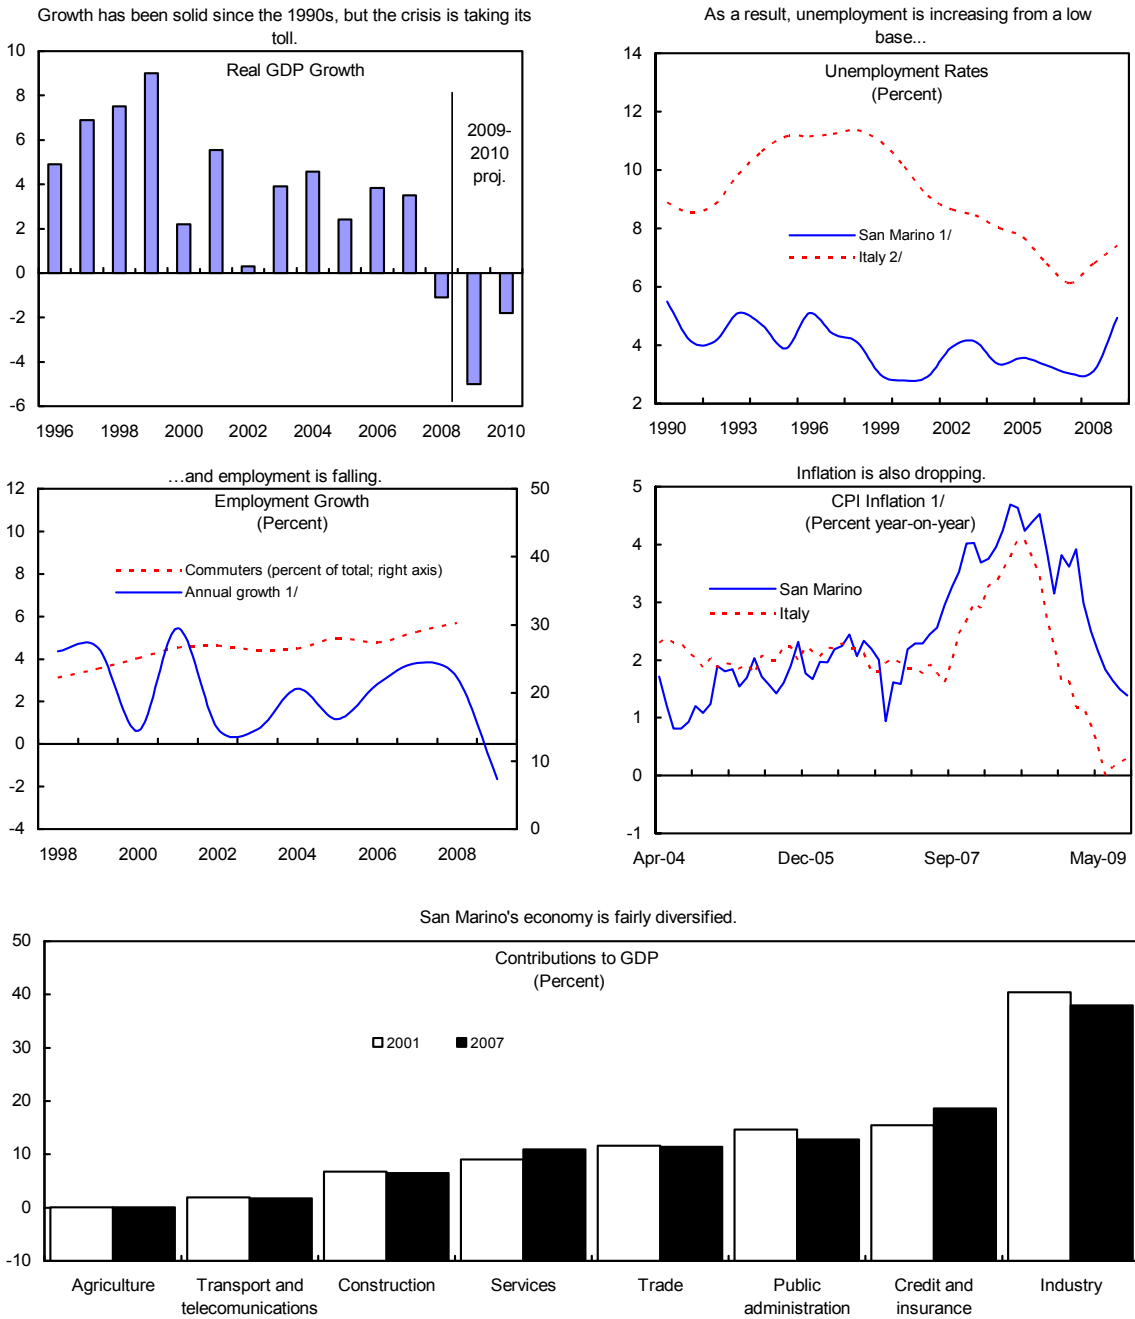 Growth has been solid since the 1990s, but the crisis is taking its
toll.
Real GDP Growth
10
8
6
4
2
0
-2
-4
-6
2009-
2010
proj.
1996
1998
2000
2002
2004
2006
2008
2010
As a result, unemployment is increasing from a low
base...
Unemployment Rates
(Percent)
14
12
10
8
6
4
2
San Marino 1/
Italy 2/
1990
1993
1996
1999
2002
2005
2008
…and employment is falling.
Employment Growth
(Percent)
12
10
8
6
4
2
0
-2
-4
50
40
30
20
10
0
Commuters (percent of total; right axis)
Annual growth 1/
1998
2000
2002
2004
2006
2008
Inflation is also dropping.
CPI Inflation 1/
(Percent year-on-year)
5
4
3
2
1
0
-1
San Marino
Italy
Apr-04
Dec-05
Sep-07
May-09
San Marino's economy is fairly diversified.
Contributions to GDP
(Percent)
50
40
30
20
10
0
-10
2001
2007
Agriculture
Transport and
telecomunications
Construction
Services
Trade
Public
administration
Credit and
insurance
Industry